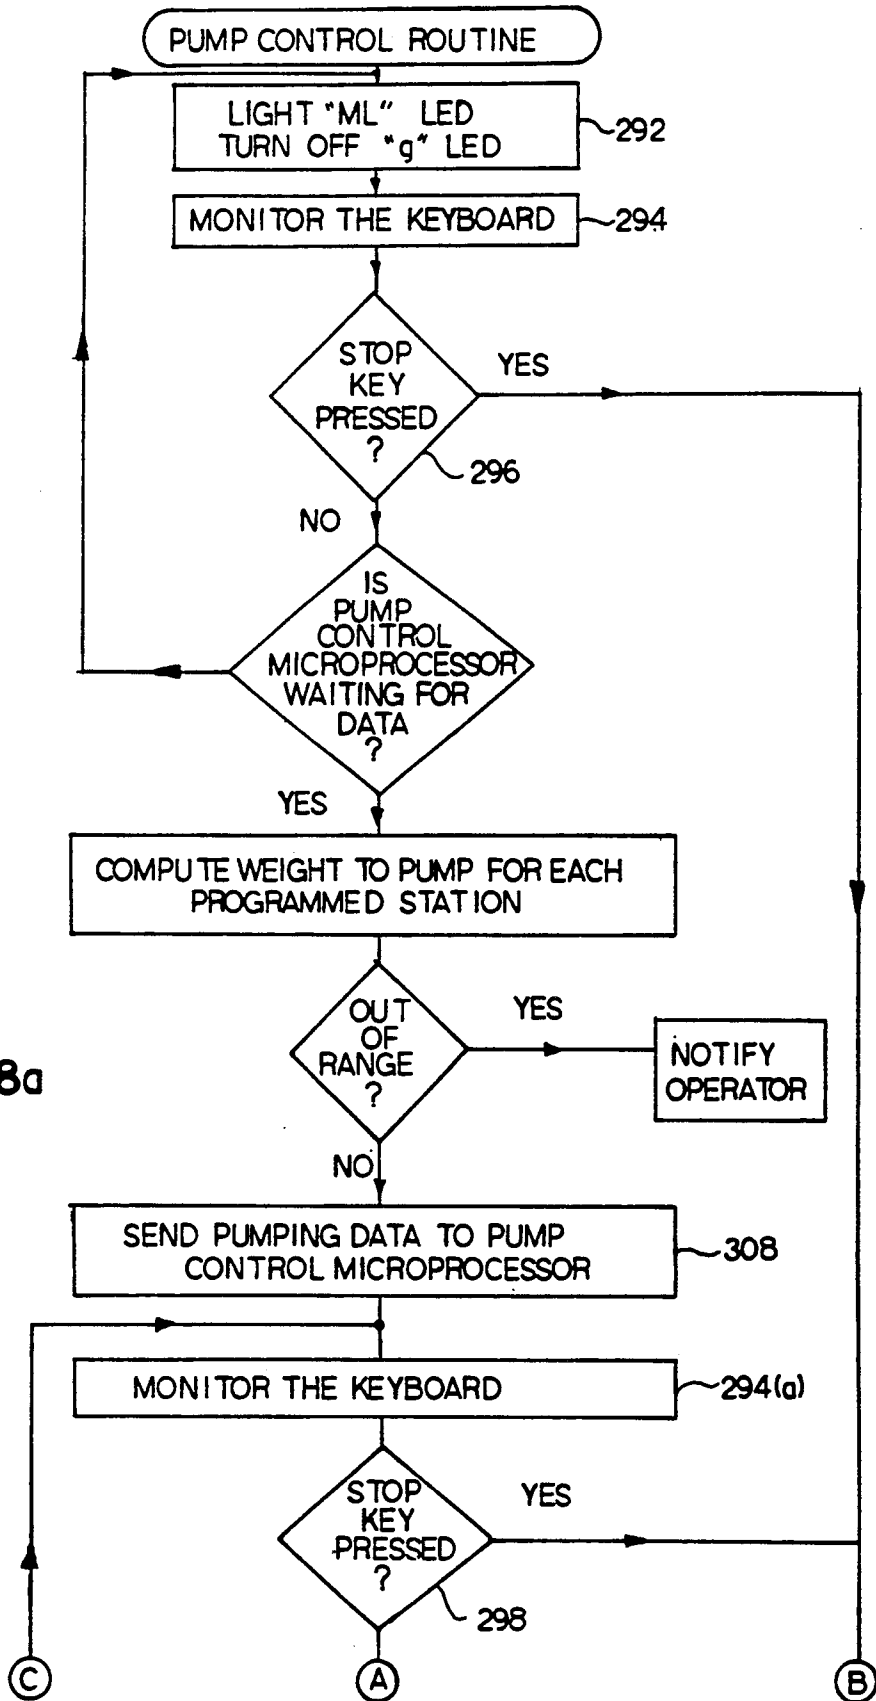 PUMP CONTROL ROUTINE
LIGHT "ML" LED
TURN OFF "g" LED
292
MONITOR THE KEYBOARD
294
STOP
KEY
PRESSED
?
YES
296
NO
IS
PUMP
CONTROL
MICROPROCESSOR
WAITING FOR
DATA
?
YES
COMPUTE WEIGHT TO PUMP FOR EACH
PROGRAMMED STATION
OUT
OF
RANGE
?
YES
NOTIFY
OPERATOR
8a
NO
SEND PUMPING DATA TO PUMP
CONTROL MICROPROCESSOR
308
MONITOR THE KEYBOARD
294(a)
STOP
KEY
PRESSED
?
YES
298
C
A
B